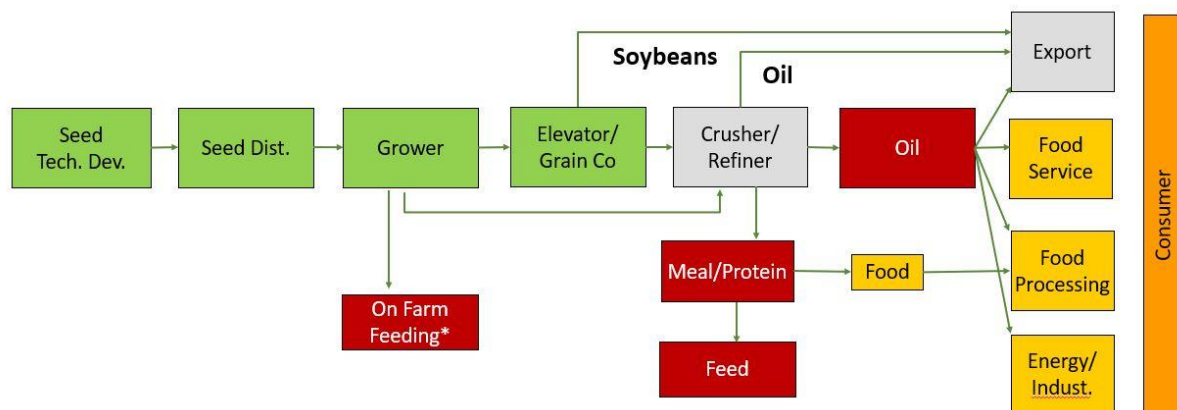 Soybeans
Oil
Export
Seed
Tech. Dev.
Seed Dist.
Grower
Elevator/
Grain Co
Crusher/
Refiner
Oil
Food
Service
Meal/Protein
Food
Food
Processing
On Farm
Feeding*
Feed
Energy/
Indust.
Consumer